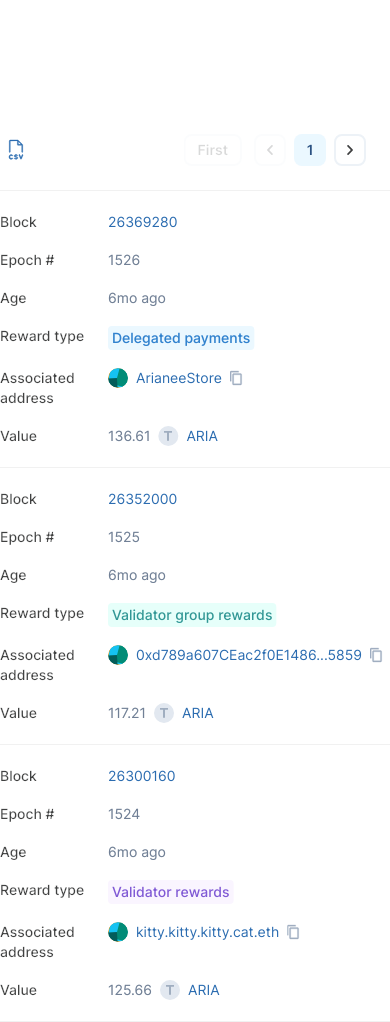 CSV
First
1
Block 26369280
Epoch # 1526
Age 6mo ago
Reward type Delegated payments
Associated address ArianeeStore
Value 136.61 T ARIA
Block 26352000
Epoch # 1525
Age 6mo ago
Reward type Validator group rewards
Associated address 0xd789a607CEac2f0E1486...5859
Value 117.21 T ARIA
Block 26300160
Epoch # 1524
Age 6mo ago
Reward type Validator rewards
Associated address kitty.kitty.kitty.cat.eth
Value 125.66 T ARIA